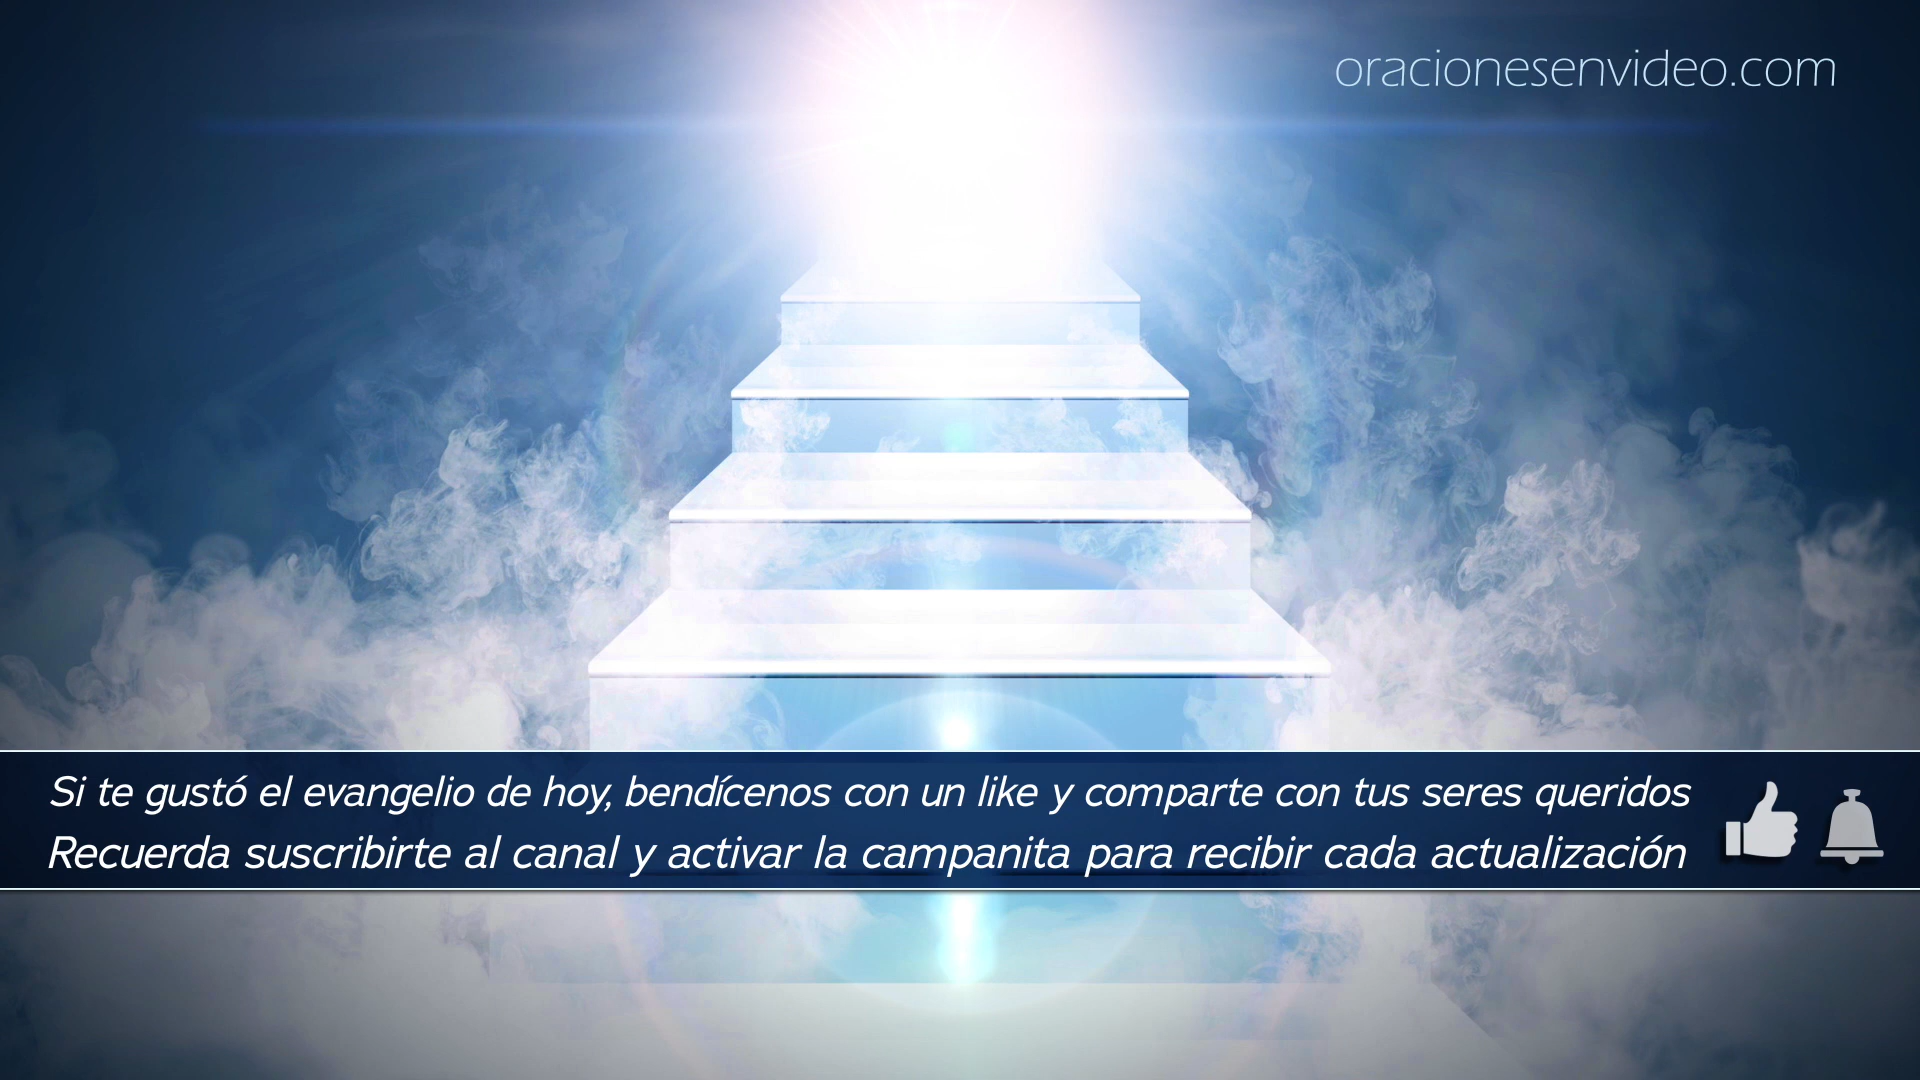 oracionesenvideo.com
Si te gustó el evangelio de hoy, bendícenos con un like y comparte con tus seres queridos
Recuerda suscribirte al canal y activar la campanita para recibir cada actualización